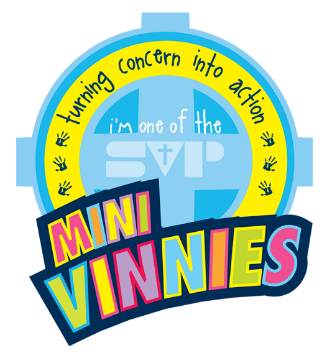 turning concern into action
i'm one of the
SVP
MINI
VINNIES